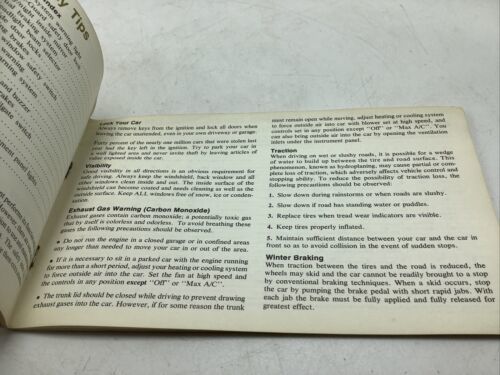 Index
y Tips
Lock Your Car
Always remove keys from the ignition and lock all doors when
leaving the car unattended, even in your own driveway or garage.
Forty percent of the nearly one million cars that were stolen last
year had the key left in the ignition. Try to park your car in
a well lighted area and never invite theft by leaving articles of
value exposed inside the car.
Visibility
Good visibility in all directions is an obvious requirement for
safe driving. Always keep the windshield, back window and all
other windows clean inside and out. The inside surface of the
windshield can become coated and needs cleaning as well as the
outside surface. Keep ALL windows free of snow, ice or conden-
sation.
Exhaust Gas Warning (Carbon Monoxide)
Exhaust gases contain carbon monoxide; a potentially toxic gas
that by itself is colorless and odorless. To avoid breathing these
gases the following precautions should be observed:
• Do not run the engine in a closed garage or in confined areas
any longer than needed to move your car in or out of the area.
• If it is necessary to sit in a parked car with the engine running
for more than a short period, adjust your heating or cooling system
to force outside air into the car. Set the fan at high speed and
the controls in any position except "Off" or "Max A/C".
• The trunk lid should be closed while driving to prevent drawing
exhaust gases into the car. However, if for some reason the trunk
must remain open while moving, adjust heating or cooling system
to force outside air into car with blower set at high speed, and
controls set in any position except "Off" or "Max A/C". You
can also bring outside air into the car by opening the ventilation
inlets under the instrument panel.
Traction
When driving on wet or slushy roads, it is possible for a wedge
of water to build up between the tire and road surface. This
phenomenon, known as hydroplaning, may cause partial or com-
plete loss of traction, which adversely affects vehicle control and
stopping ability. To reduce the possibility of traction loss, the
following precautions should be observed:
1. Slow down during rainstorms or when roads are slushy.
2. Slow down if road has standing water or puddles.
3. Replace tires when tread wear indicators are visible.
4. Keep tires properly inflated.
5. Maintain sufficient distance between your car and the car in
front so as to avoid collision in the event of sudden stops.
Winter Braking
When traction between the tires and the road is reduced, the
wheels may skid and the car cannot be readily brought to a stop
by conventional braking techniques. When a skid occurs, stop
the car by pumping the brake pedal with short rapid jabs. With
each jab the brake must be fully applied and fully released for
greatest effect.